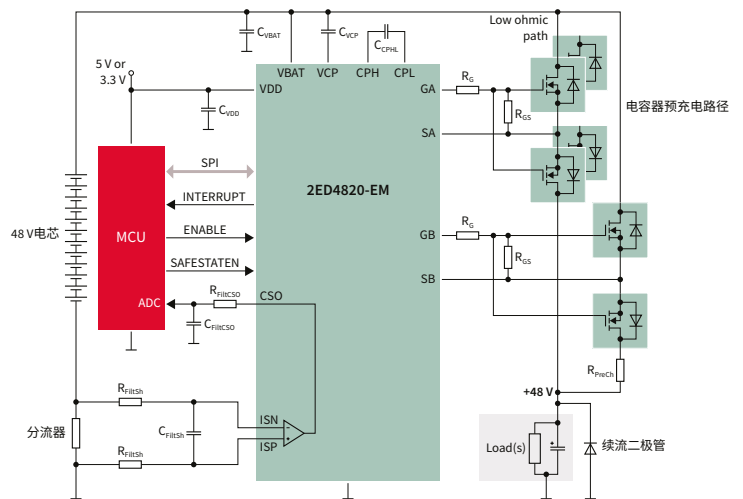 Low ohmic
path
C_VBAT
C_VCP
C_CPHL
5 V or
3.3 V
VBAT
VCP
CPH
CPL
VDD
GA
R_G
C_VDD
R_GS
电容器预充电路径
SA
SPI
2ED4820-EM
INTERRUPT
48 V电芯
MCU
ENABLE
GB
R_G
R_GS
SAFESTATEN
SB
ADC
R_FiltCSO
CSO
C_FiltCSO
R_PreCh
+48 V
R_FiltSh
ISN
分流器
C_FiltSh
ISP
R_FiltSh
Load(s)
续流二极管